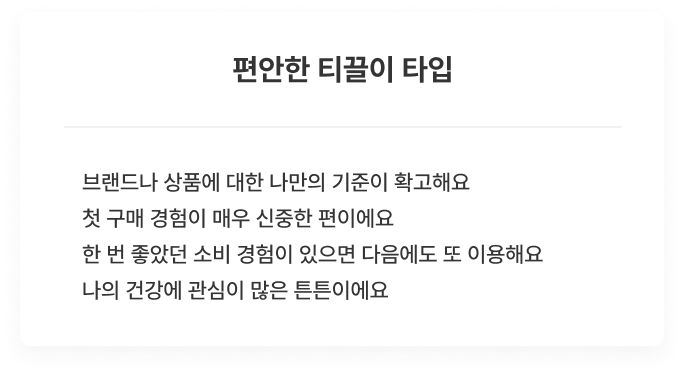 편안한 티끌이 타입
브랜드나 상품에 대한 나만의 기준이 확고해요
첫 구매 경험이 매우 신중한 편이에요
한 번 좋았던 소비 경험이 있으면 다음에도 또 이용해요
나의 건강에 관심이 많은 튼튼이에요